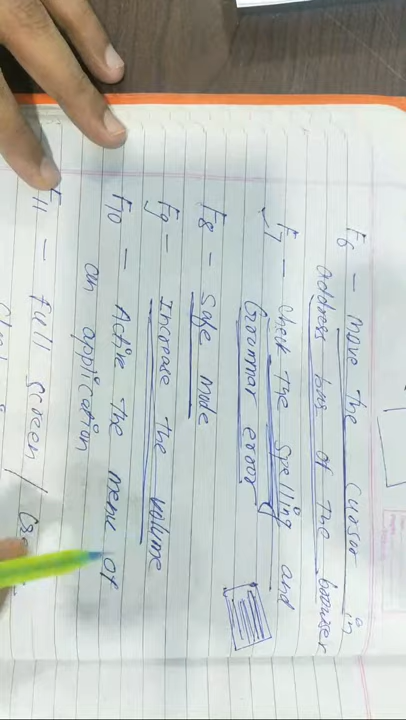 F6 - move the cursor in
address bar of the browser
F7 - check the spelling and
Grammar error
F8 - Safe mode
F9 - Increase the volume
F10 - Active the menu of
an application
F11 - full screen /